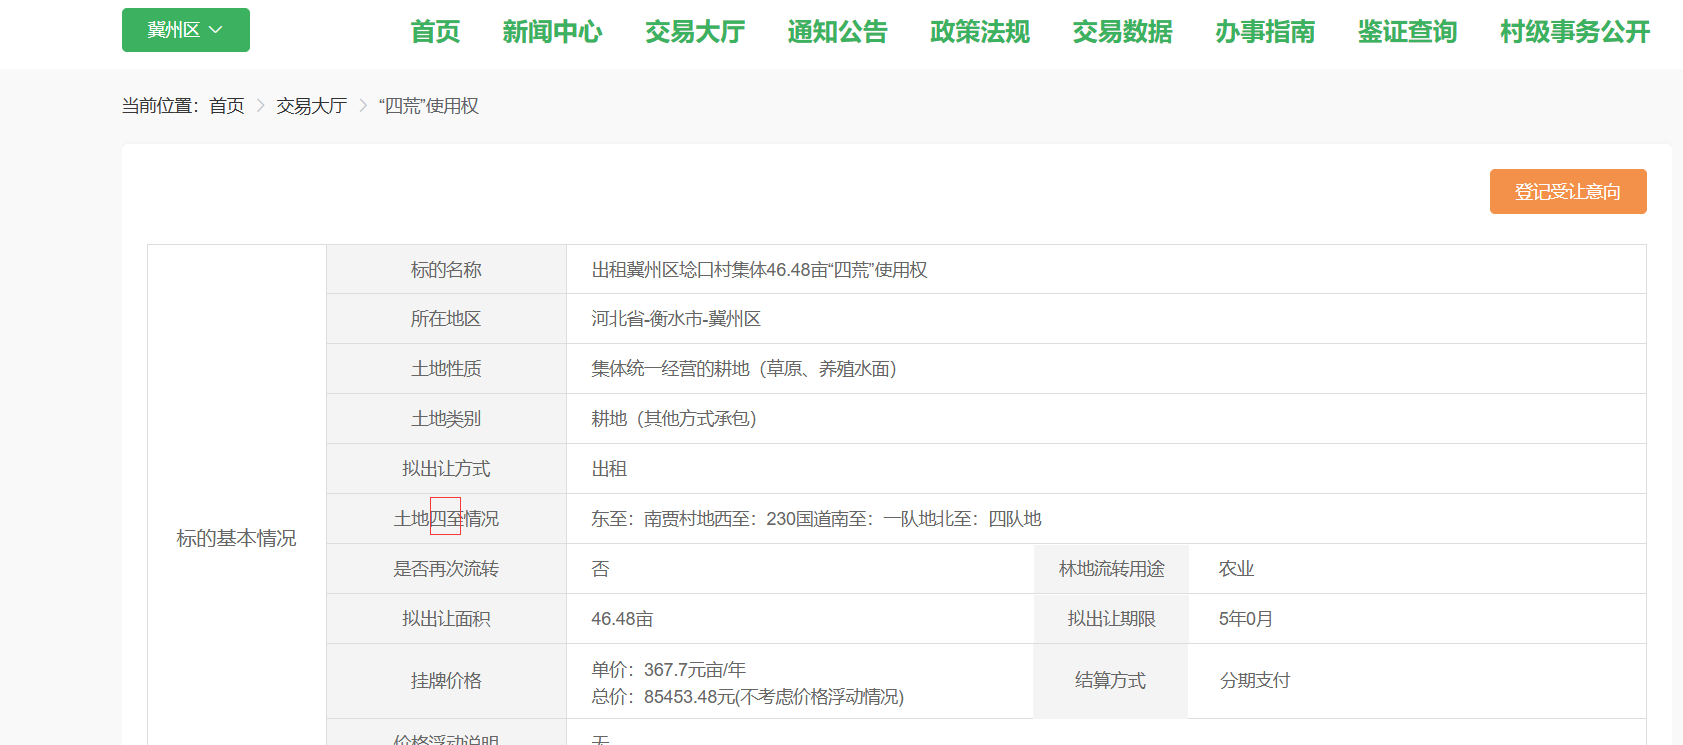 冀州区
首页 新闻中心 交易大厅 通知公告 政策法规 交易数据 办事指南 鉴证查询 村级事务公开
当前位置：首页 > 交易大厅 > “四荒”使用权
登记受让意向
标的基本情况
标的名称 出租冀州区埝口村集体46.48亩“四荒”使用权
所在地区 河北省-衡水市-冀州区
土地性质 集体统一经营的耕地（草原、养殖水面）
土地类别 耕地（其他方式承包）
拟出让方式 出租
土地四至情况 东至：南贾村地西至：230国道南至：一队地北至：四队地
是否再次流转 否 林地流转用途 农业
拟出让面积 46.48亩 拟出让期限 5年0月
挂牌价格 单价：367.7元亩/年
总价：85453.48元(不考虑价格浮动情况) 结算方式 分期支付
价格浮动说明 无